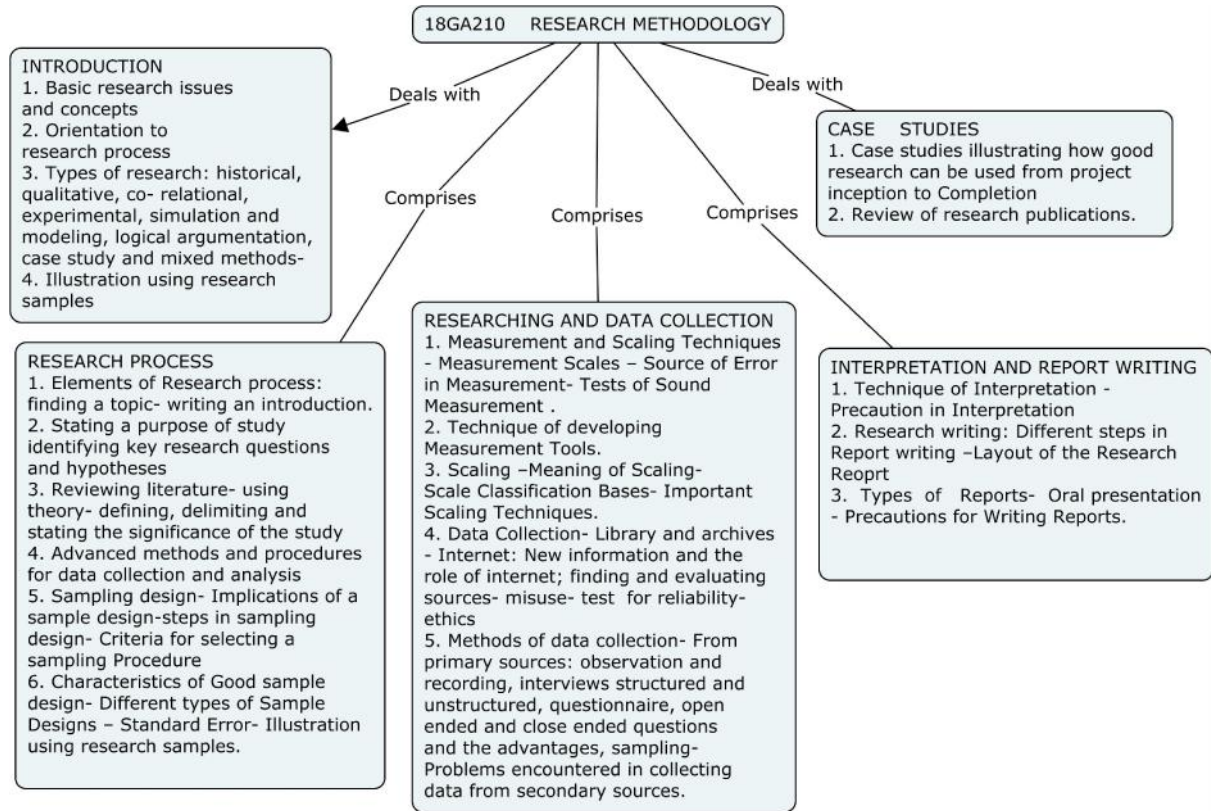 18GA210 RESEARCH METHODOLOGY
Deals with
Deals with
Comprises
Comprises
Comprises
INTRODUCTION
1. Basic research issues
and concepts
2. Orientation to
research process
3. Types of research: historical,
qualitative, co- relational,
experimental, simulation and
modeling, logical argumentation,
case study and mixed methods-
4. Illustration using research
samples
CASE STUDIES
1. Case studies illustrating how good
research can be used from project
inception to Completion
2. Review of research publications.
RESEARCH PROCESS
1. Elements of Research process:
finding a topic- writing an introduction.
2. Stating a purpose of study
identifying key research questions
and hypotheses
3. Reviewing literature- using
theory- defining, delimiting and
stating the significance of the study
4. Advanced methods and procedures
for data collection and analysis
5. Sampling design- Implications of a
sample design-steps in sampling
design- Criteria for selecting a
sampling Procedure
6. Characteristics of Good sample
design- Different types of Sample
Designs – Standard Error- Illustration
using research samples.
RESEARCHING AND DATA COLLECTION
1. Measurement and Scaling Techniques
- Measurement Scales – Source of Error
in Measurement- Tests of Sound
Measurement .
2. Technique of developing
Measurement Tools.
3. Scaling –Meaning of Scaling-
Scale Classification Bases- Important
Scaling Techniques.
4. Data Collection- Library and archives
- Internet: New information and the
role of internet; finding and evaluating
sources- misuse- test for reliability-
ethics
5. Methods of data collection- From
primary sources: observation and
recording, interviews structured and
unstructured, questionnaire, open
ended and close ended questions
and the advantages, sampling-
Problems encountered in collecting
data from secondary sources.
INTERPRETATION AND REPORT WRITING
1. Technique of Interpretation -
Precaution in Interpretation
2. Research writing: Different steps in
Report writing –Layout of the Research
Reoprt
3. Types of Reports- Oral presentation
- Precautions for Writing Reports.